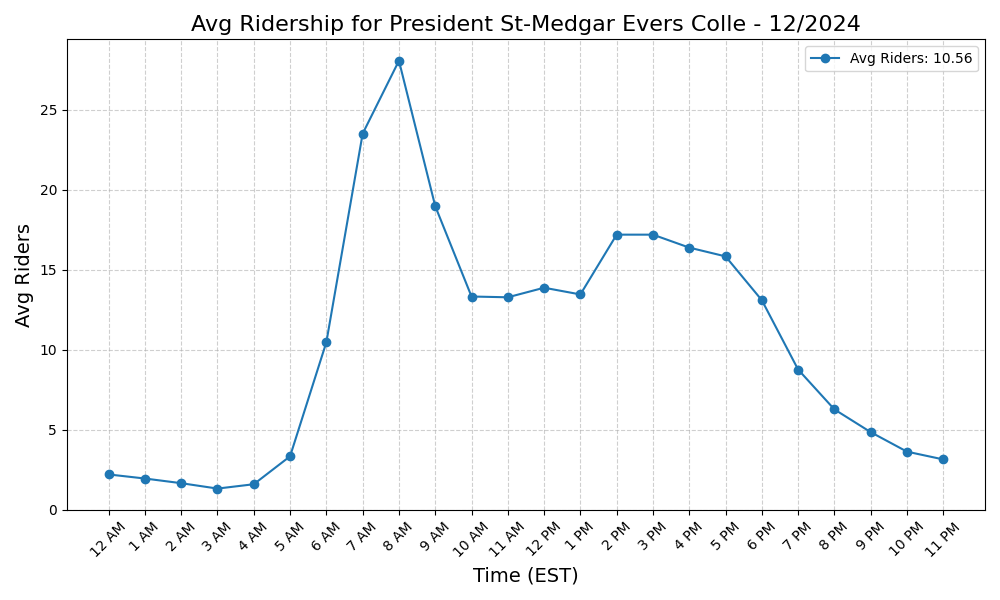 Avg Ridership for President St-Medgar Evers Colle - 12/2024
Avg Riders: 10.56
Avg Riders
25
20
15
10
5
0
12 AM
1 AM
2 AM
3 AM
4 AM
5 AM
6 AM
7 AM
8 AM
9 AM
10 AM
11 AM
12 PM
1 PM
2 PM
3 PM
4 PM
5 PM
6 PM
7 PM
8 PM
9 PM
10 PM
11 PM
Time (EST)